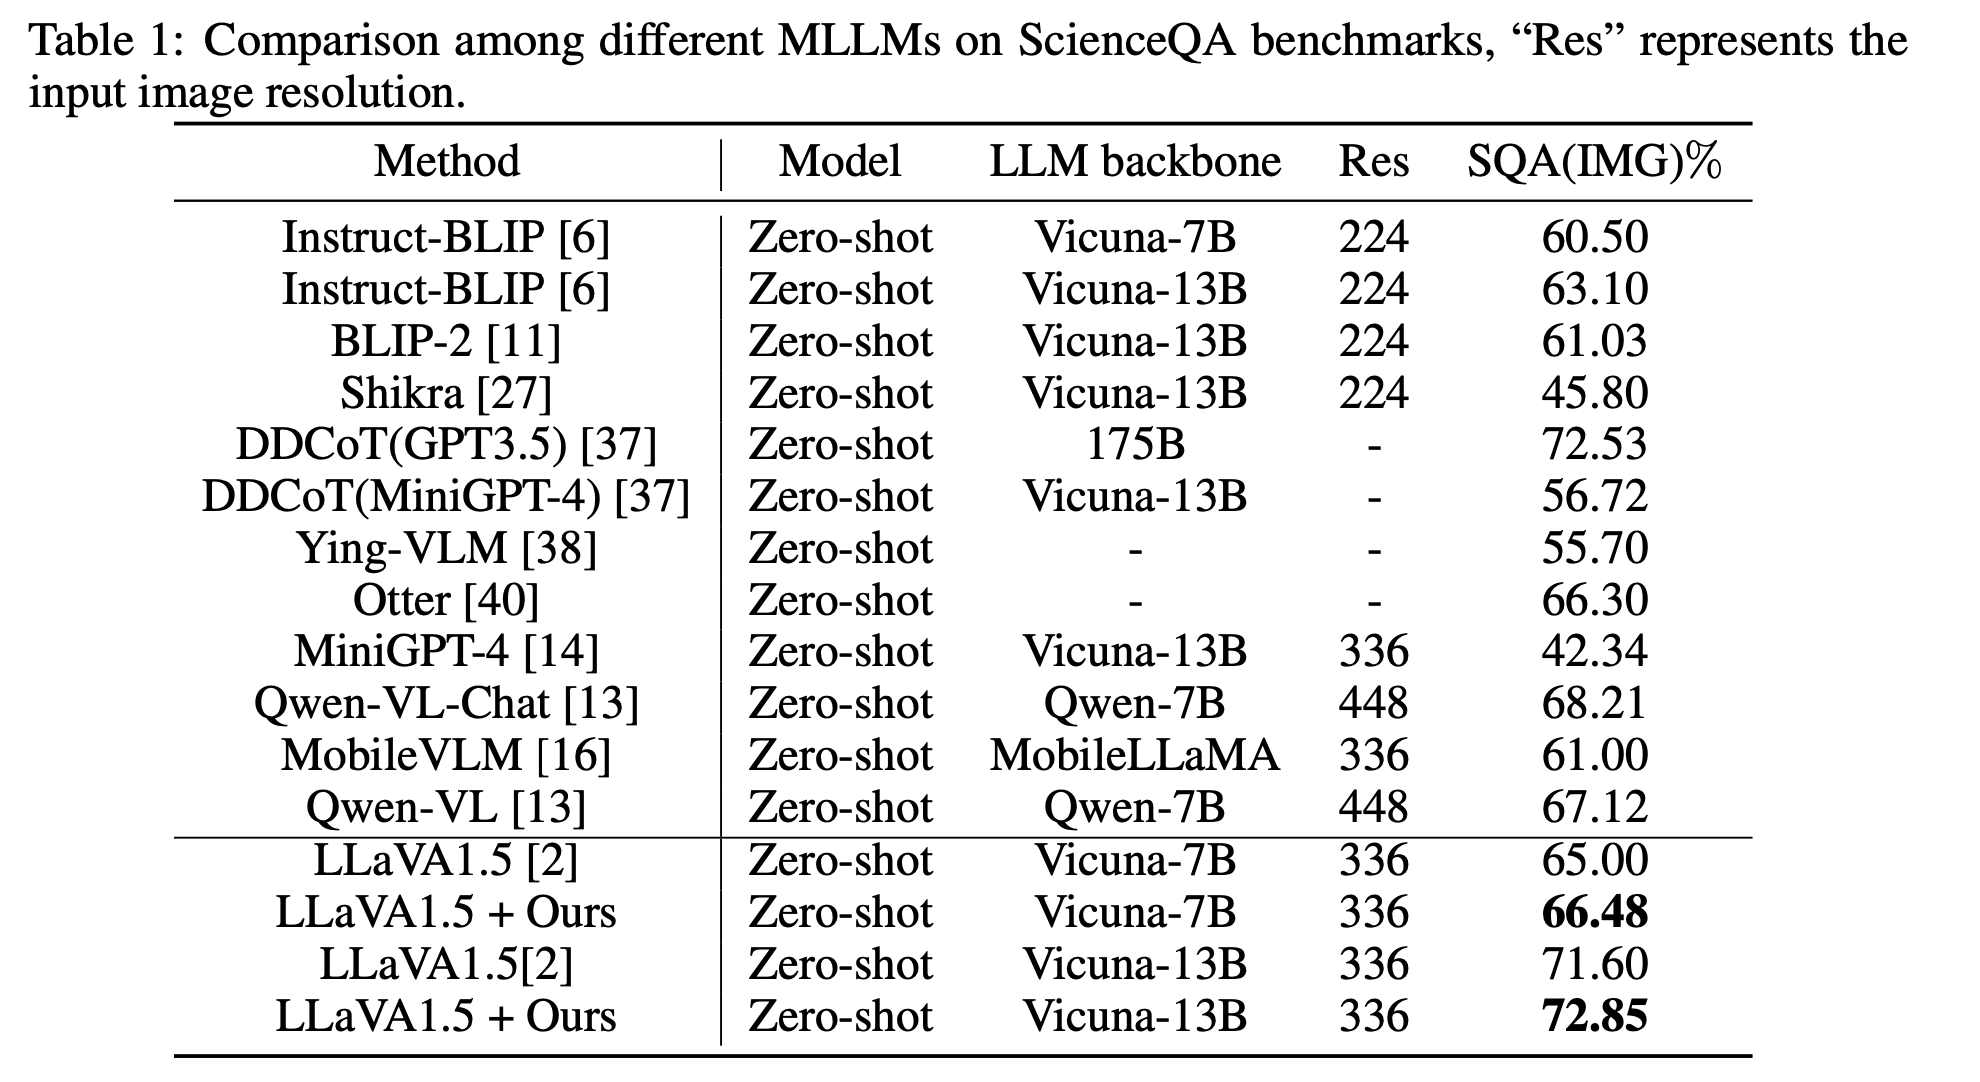 Table 1: Comparison among different MLLMs on ScienceQA benchmarks, “Res” represents the
input image resolution.
Method Model LLM backbone Res SQA(IMG)%
Instruct-BLIP [6] Zero-shot Vicuna-7B 224 60.50
Instruct-BLIP [6] Zero-shot Vicuna-13B 224 63.10
BLIP-2 [11] Zero-shot Vicuna-13B 224 61.03
Shikra [27] Zero-shot Vicuna-13B 224 45.80
DDCoT(GPT3.5) [37] Zero-shot 175B - 72.53
DDCoT(MiniGPT-4) [37] Zero-shot Vicuna-13B - 56.72
Ying-VLM [38] Zero-shot - - 55.70
Otter [40] Zero-shot - - 66.30
MiniGPT-4 [14] Zero-shot Vicuna-13B 336 42.34
Qwen-VL-Chat [13] Zero-shot Qwen-7B 448 68.21
MobileVLM [16] Zero-shot MobileLLaMA 336 61.00
Qwen-VL [13] Zero-shot Qwen-7B 448 67.12
LLaVA1.5 [2] Zero-shot Vicuna-7B 336 65.00
LLaVA1.5 + Ours Zero-shot Vicuna-7B 336 66.48
LLaVA1.5[2] Zero-shot Vicuna-13B 336 71.60
LLaVA1.5 + Ours Zero-shot Vicuna-13B 336 72.85